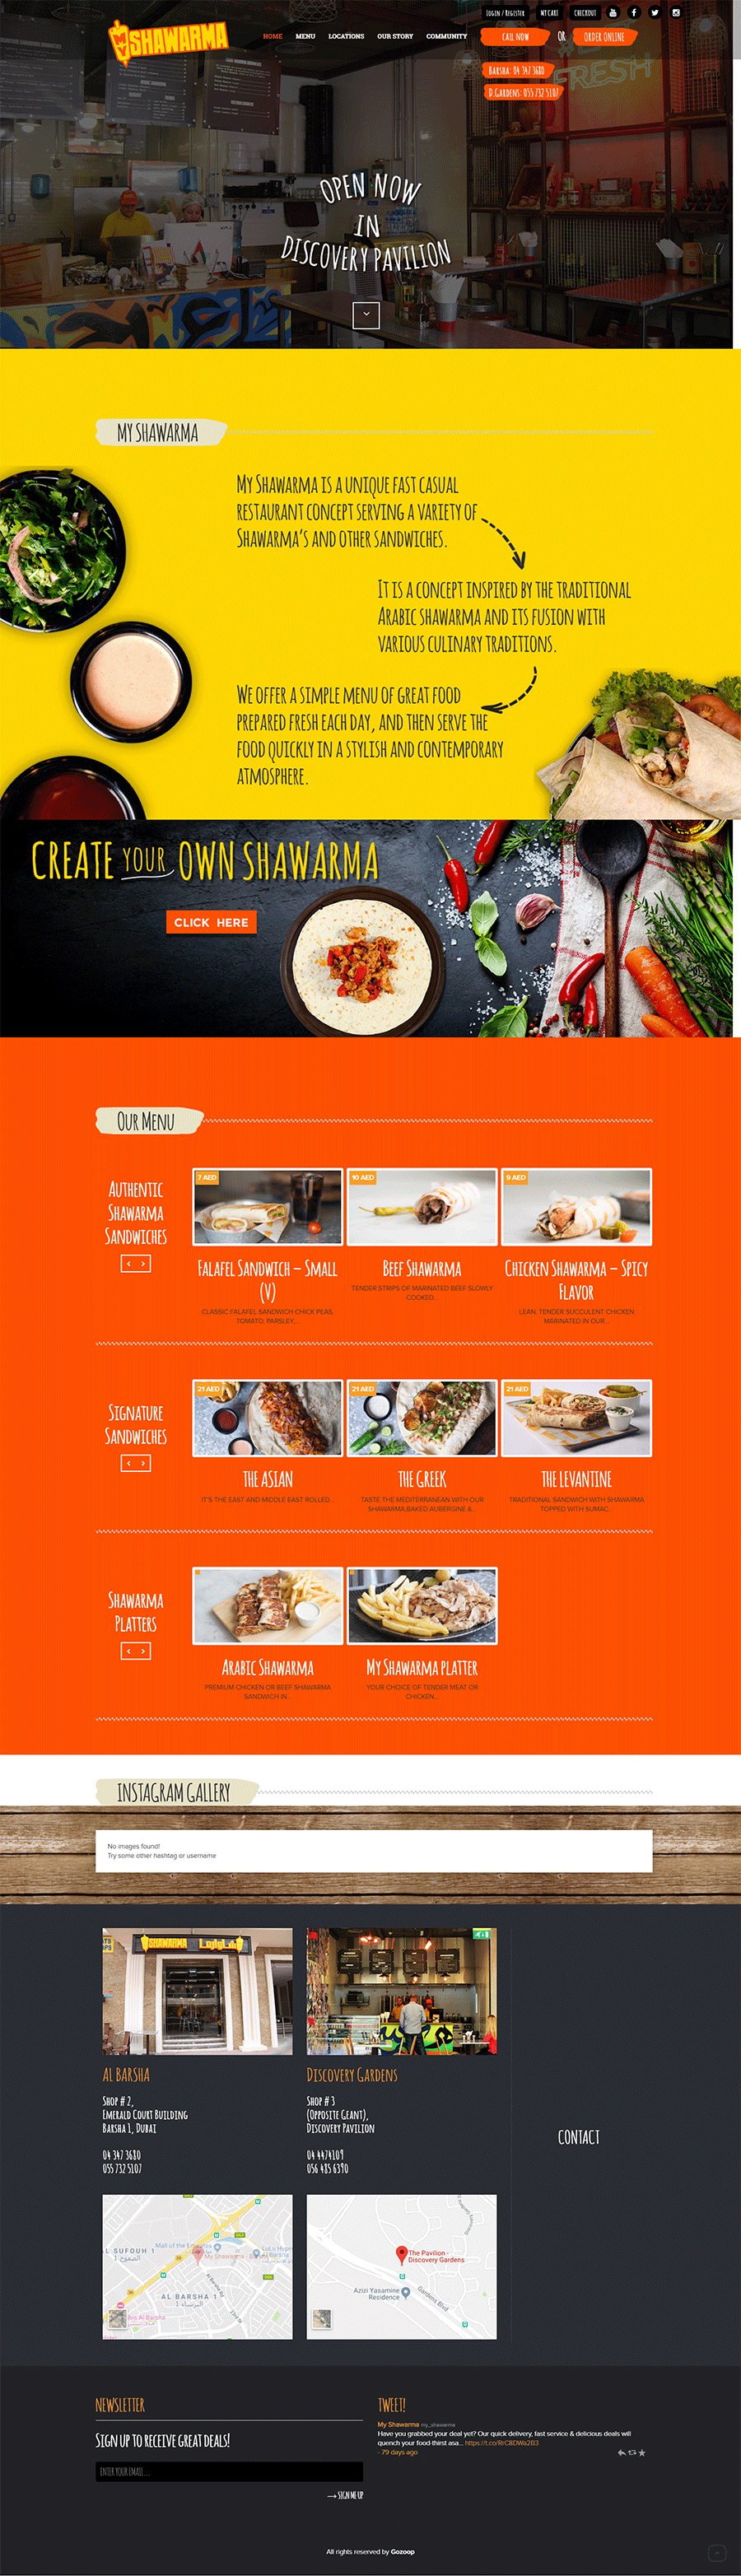 LOGIN / REGISTER MY CART CHECKOUT
SHAWARMA
HOME MENU LOCATIONS OUR STORY COMMUNITY
CALL NOW OR ORDER ONLINE
BARSHA: 04 347 3680
D.GARDENS: 055 732 5107
FRESH
OPEN NOW
IN
DISCOVERY PAVILION
MY SHAWARMA
MY SHAWARMA IS A UNIQUE FAST CASUAL
RESTAURANT CONCEPT SERVING A VARIETY OF
SHAWARMA'S AND OTHER SANDWICHES.
IT IS A CONCEPT INSPIRED BY THE TRADITIONAL
ARABIC SHAWARMA AND ITS FUSION WITH
VARIOUS CULINARY TRADITIONS.
WE OFFER A SIMPLE MENU OF GREAT FOOD
PREPARED FRESH EACH DAY, AND THEN SERVE THE
FOOD QUICKLY IN A STYLISH AND CONTEMPORARY
ATMOSPHERE.
CREATE YOUR OWN SHAWARMA
CLICK HERE
OUR MENU
AUTHENTIC
SHAWARMA
SANDWICHES
7 AED
10 AED
9 AED
FALAFEL SANDWICH – SMALL
(V)
CLASSIC FALAFEL SANDWICH CHICK PEAS,
TOMATO, PARSLEY,...
BEEF SHAWARMA
TENDER STRIPS OF MARINATED BEEF SLOWLY
COOKED...
CHICKEN SHAWARMA – SPICY
FLAVOR
LEAN, TENDER SUCCULENT CHICKEN
MARINATED IN OUR...
SIGNATURE
SANDWICHES
21 AED
21 AED
21 AED
THE ASIAN
IT'S THE EAST AND MIDDLE EAST ROLLED...
THE GREEK
TASTE THE MEDITERRANEAN WITH OUR
SHAWARMA,BAKED AUBERGINE &...
THE LEVANTINE
TRADITIONAL SANDWICH WITH SHAWARMA
TOPPED WITH SUMAC...
SHAWARMA
PLATTERS
ARABIC SHAWARMA
PREMIUM CHICKEN OR BEEF SHAWARMA
SANDWICH IN...
MY SHAWARMA PLATTER
YOUR CHOICE OF TENDER MEAT OR
CHICKEN...
INSTAGRAM GALLERY
No images found!
Try some other hashtag or username
SHAWARMA شاورما
AL BARSHA
SHOP # 2,
EMERALD COURT BUILDING
BARSHA 1, DUBAI
04 347 3680
055 732 5107
DISCOVERY GARDENS
SHOP # 3
(OPPOSITE GEANT),
DISCOVERY PAVILION
04 4474109
056 485 6390
CONTACT
AL SUFOUH 1
الصفوح 1
Mall of the Emirates
LuLu Hyper
Al Barsha
My Shawarma - Barsha
AL BARSHA 1
البرشاء 1
Ibis Al Barsha
The Pavilion -
Discovery Gardens
Azizi Yasamine
Residence
Gardens Blvd
NEWSLETTER
SIGN UP TO RECEIVE GREAT DEALS!
ENTER YOUR EMAIL...
→ SIGN ME UP
TWEET!
My Shawarma my_shawarma
Have you grabbed your deal yet? Our quick delivery, fast service & delicious deals will
quench your food-thirst asa... https://t.co/RrC8DWa2B3
- 79 days ago
All rights reserved by Gozoop